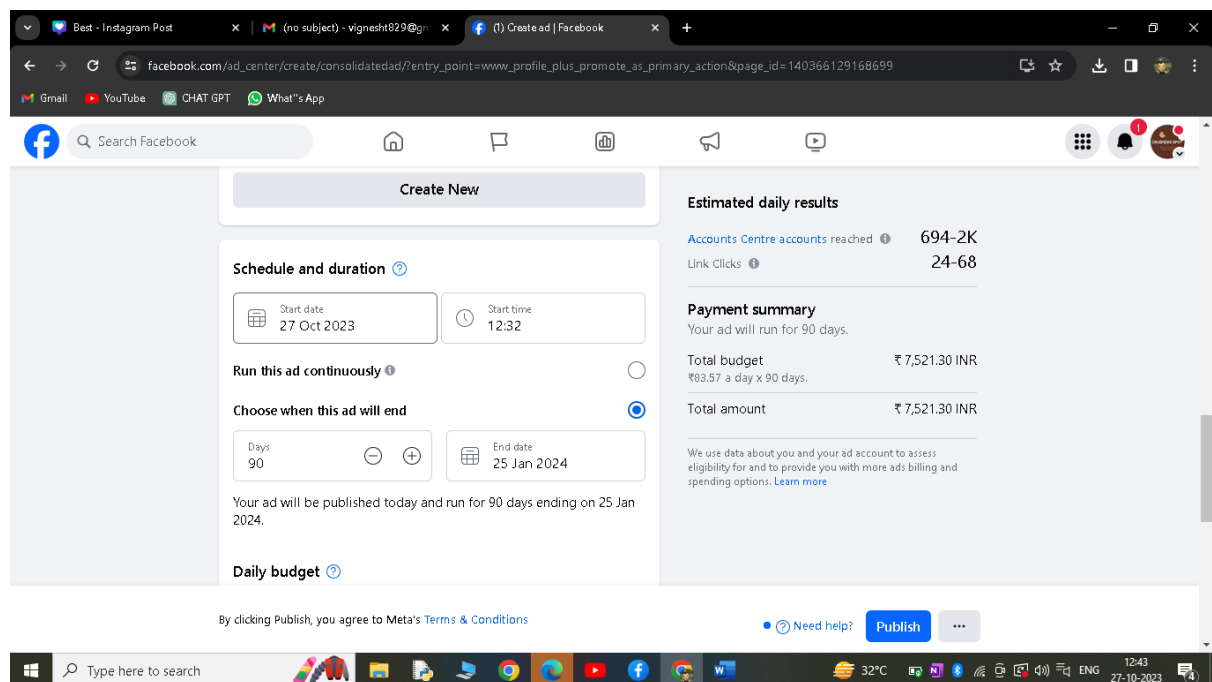 Best - Instagram Post
(no subject) - vignesht829@gm
(1) Create ad | Facebook
facebook.com/ad_center/create/consolidatedad/?entry_point=www_profile_plus_promote_as_primary_action&page_id=140366129168699
Gmail
YouTube
CHAT GPT
What"s App
Search Facebook
1
Create New
Schedule and duration
Start date
27 Oct 2023
Start time
12:32
Run this ad continuously
Choose when this ad will end
Days
90
End date
25 Jan 2024
Your ad will be published today and run for 90 days ending on 25 Jan
2024.
Daily budget
Estimated daily results
Accounts Centre accounts reached 694-2K
Link Clicks 24-68
Payment summary
Your ad will run for 90 days.
Total budget ₹7,521.30 INR
₹83.57 a day x 90 days.
Total amount ₹7,521.30 INR
We use data about you and your ad account to assess
eligibility for and to provide you with more ads billing and
spending options. Learn more
By clicking Publish, you agree to Meta's Terms & Conditions
Need help?
Publish
Type here to search
32°C
ENG
12:43
27-10-2023
4